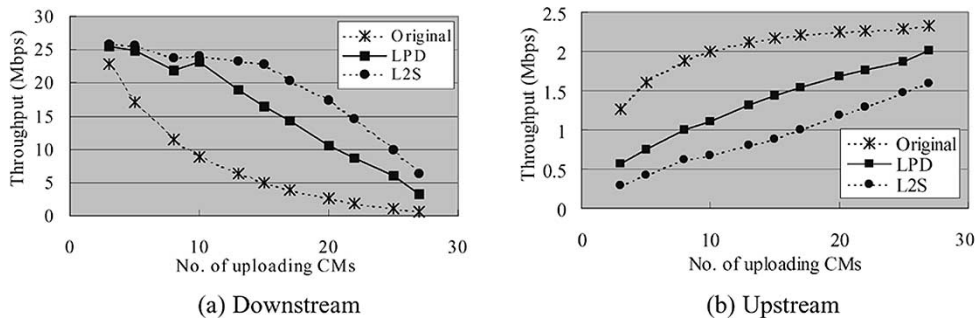 30
25
20
15
10
5
0
Throughput (Mbps)
Original
LPD
L2S
0
10
20
30
No. of uploading CMs
(a) Downstream
2.5
2
1.5
1
0.5
0
Throughput (Mbps)
Original
LPD
L2S
0
10
20
30
No. of uploading CMs
(b) Upstream